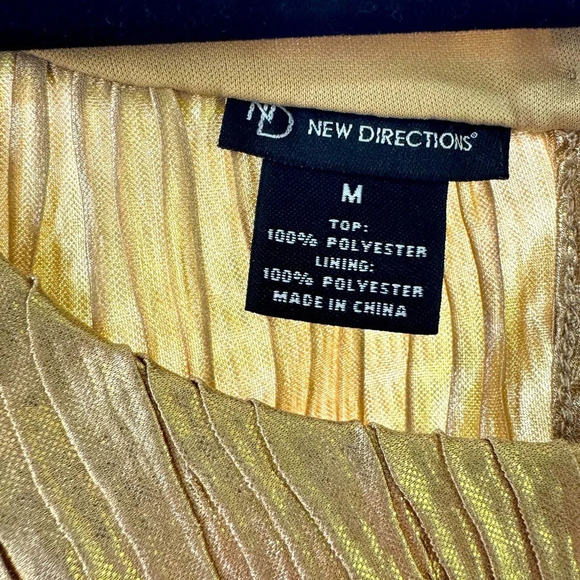 ND NEW DIRECTIONS®
M
TOP:
100% POLYESTER
LINING:
100% POLYESTER
MADE IN CHINA